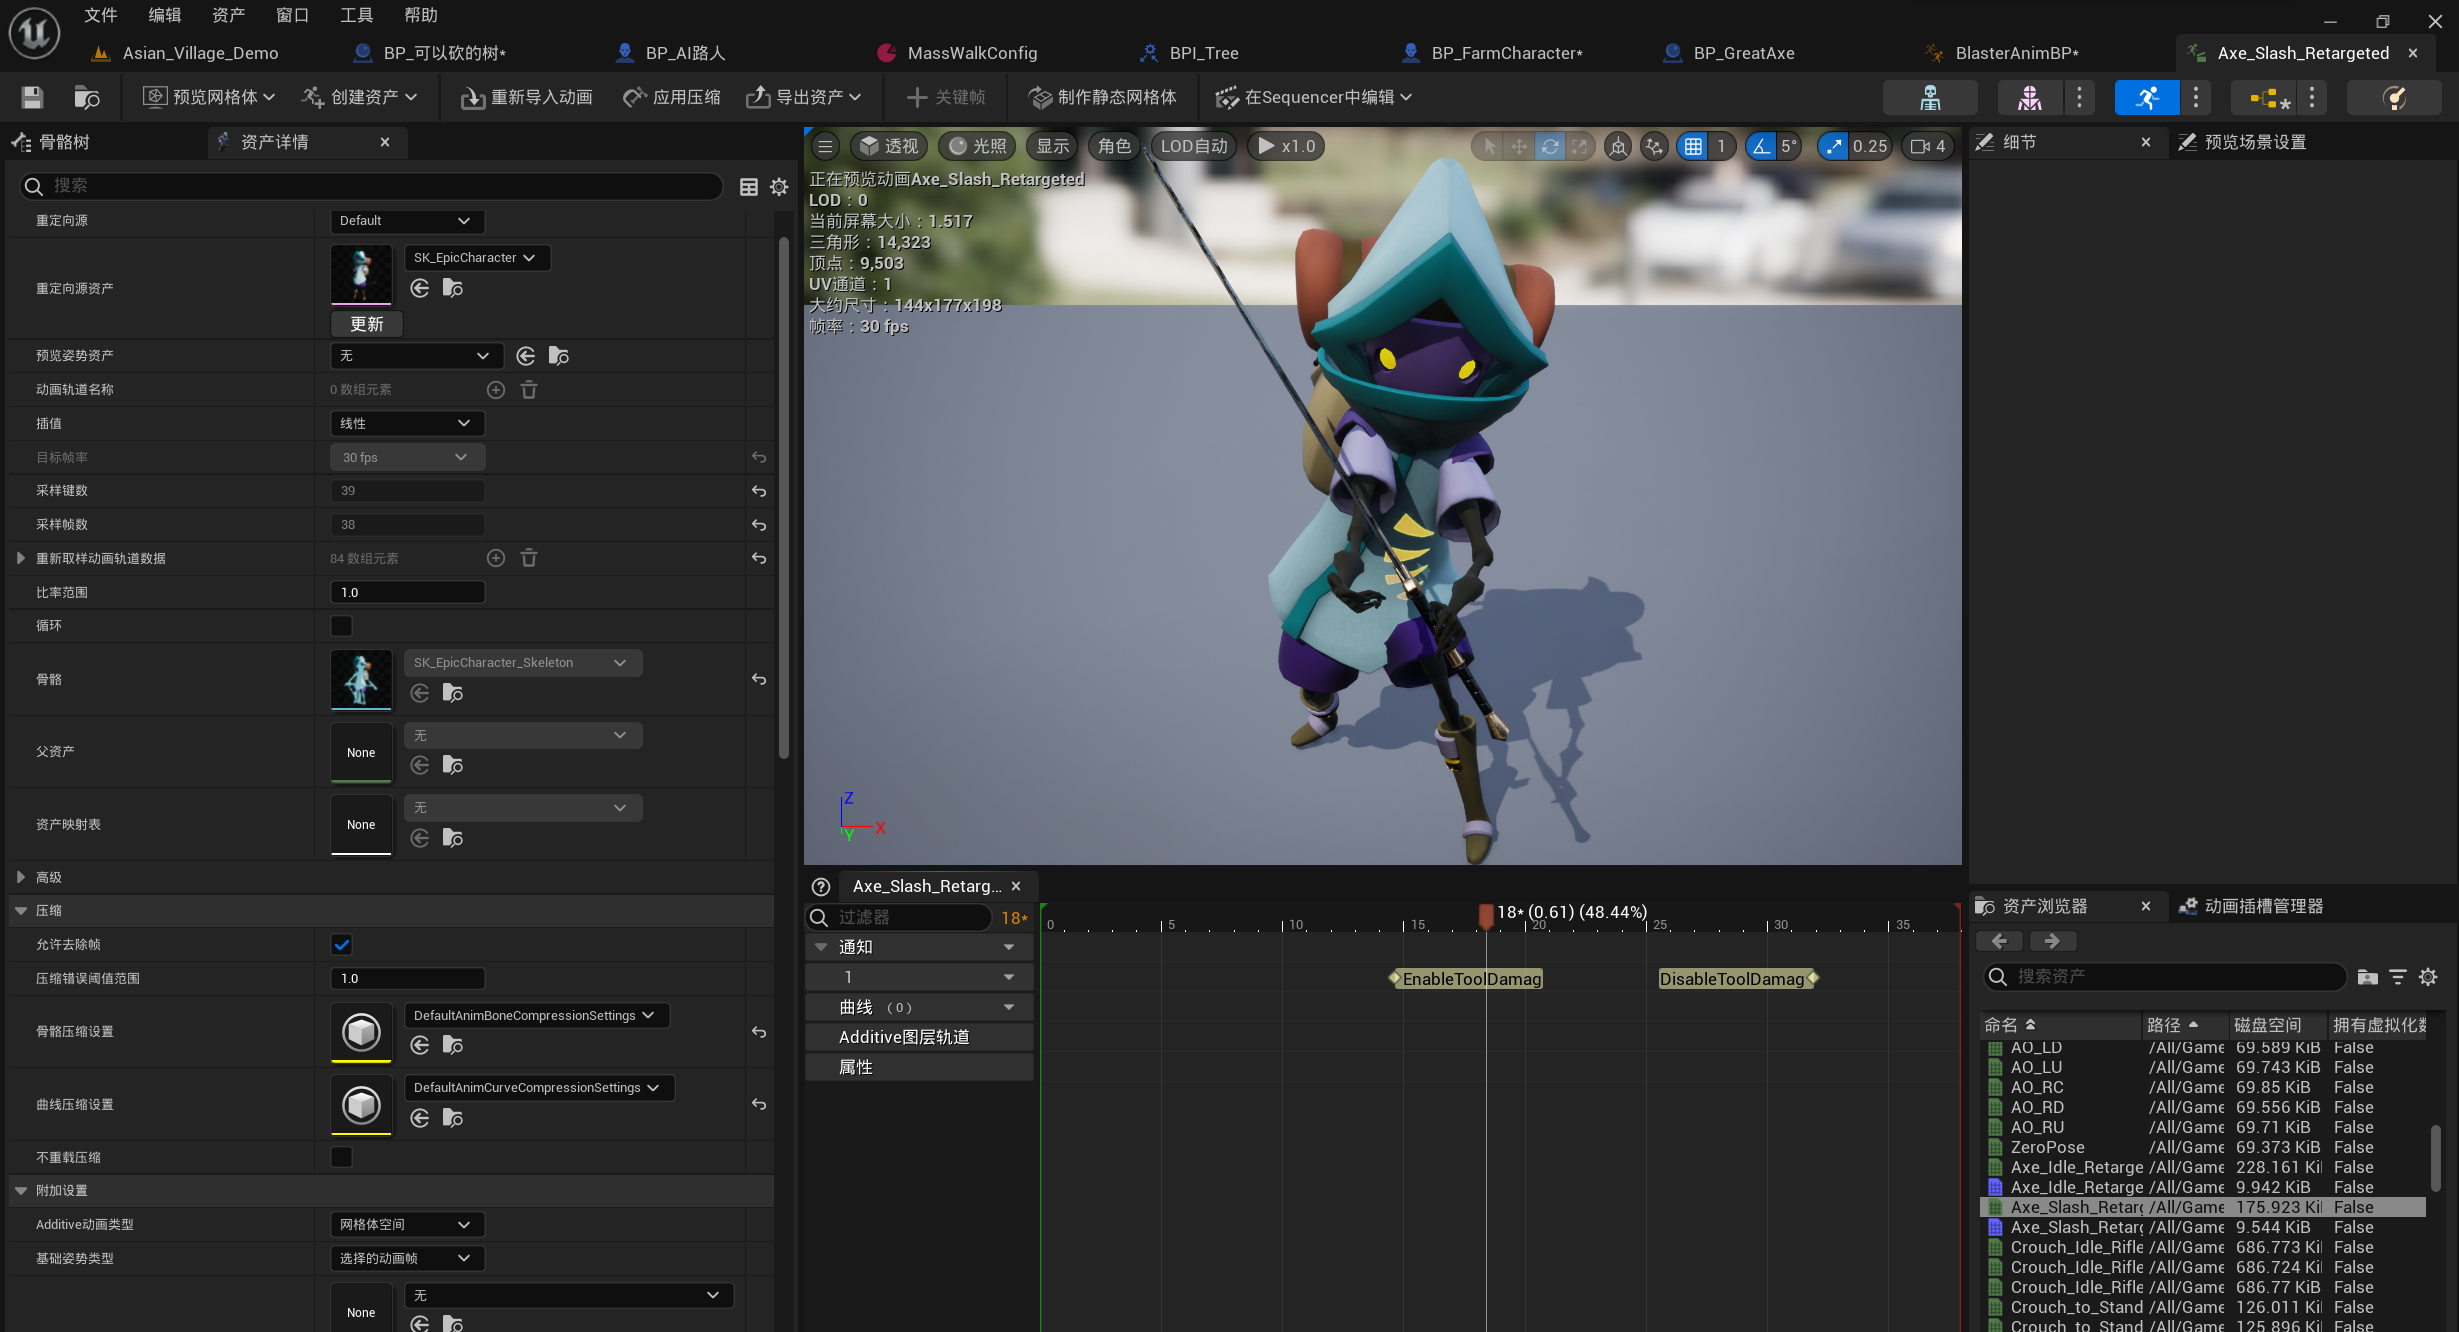 文件 编辑 资产 窗口 工具 帮助
Asian_Village_Demo BP_可以砍的树* BP_AI路人 MassWalkConfig BPI_Tree BP_FarmCharacter* BP_GreatAxe BlasterAnimBP* Axe_Slash_Retargeted
预览网格体 创建资产 重新导入动画 应用压缩 导出资产 关键帧 制作静态网格体 在Sequencer中编辑
骨骼树 资产详情
搜索
重定向源 Default
重定向源资产 SK_EpicCharacter
更新
预览姿势资产 无
动画轨道名称 0 数组元素
插值 线性
目标帧率 30 fps
采样键数 39
采样帧数 38
重新取样动画轨道数据 84 数组元素
比率范围 1.0
循环
骨骼 SK_EpicCharacter_Skeleton
父资产 None 无
资产映射表 None 无
高级
压缩
允许去除帧
压缩错误阈值范围 1.0
骨骼压缩设置 DefaultAnimBoneCompressionSettings
曲线压缩设置 DefaultAnimCurveCompressionSettings
不重载压缩
附加设置
Additive动画类型 网格体空间
基础姿势类型 选择的动画帧
None 无
透视 光照 显示 角色 LOD自动 x1.0 1 5° 0.25 4
正在预览动画Axe_Slash_Retargeted
LOD：0
当前屏幕大小：1.517
三角形：14,323
顶点：9,503
UV通道：1
大约尺寸：144x177x198
帧率：30 fps
Z
X
Y
Axe_Slash_Retarg...
过滤器 18*
18* (0.61) (48.44%)
0 5 10 15 20 25 30 35
通知
1 EnableToolDamag DisableToolDamag
曲线 (0)
Additive图层轨道
属性
细节 预览场景设置
资产浏览器 动画插槽管理器
搜索资产
命名 路径 磁盘空间 拥有虚拟化数
AO_LD /All/Game 69.589 KiB False
AO_LU /All/Game 69.743 KiB False
AO_RC /All/Game 69.85 KiB False
AO_RD /All/Game 69.556 KiB False
AO_RU /All/Game 69.71 KiB False
ZeroPose /All/Game 69.373 KiB False
Axe_Idle_Retarge /All/Game 228.161 Ki False
Axe_Idle_Retarge /All/Game 9.942 KiB False
Axe_Slash_Retarg /All/Game 175.923 Ki False
Axe_Slash_Retarg /All/Game 9.544 KiB False
Crouch_Idle_Rifle /All/Game 686.773 Ki False
Crouch_Idle_Rifle /All/Game 686.724 Ki False
Crouch_Idle_Rifle /All/Game 686.77 KiB False
Crouch_to_Stand /All/Game 126.011 Ki False
Crouch_to_Stand /All/Game 125.896 Ki False